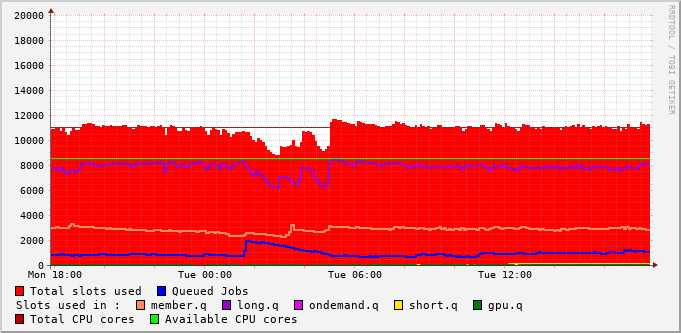 20000
18000
16000
14000
12000
10000
8000
6000
4000
2000
0
Mon 18:00 Tue 00:00 Tue 06:00 Tue 12:00
RRDTOOL / TOBI OETIKER
Total slots used Queued Jobs
Slots used in : member.q long.q ondemand.q short.q gpu.q
Total CPU cores Available CPU cores